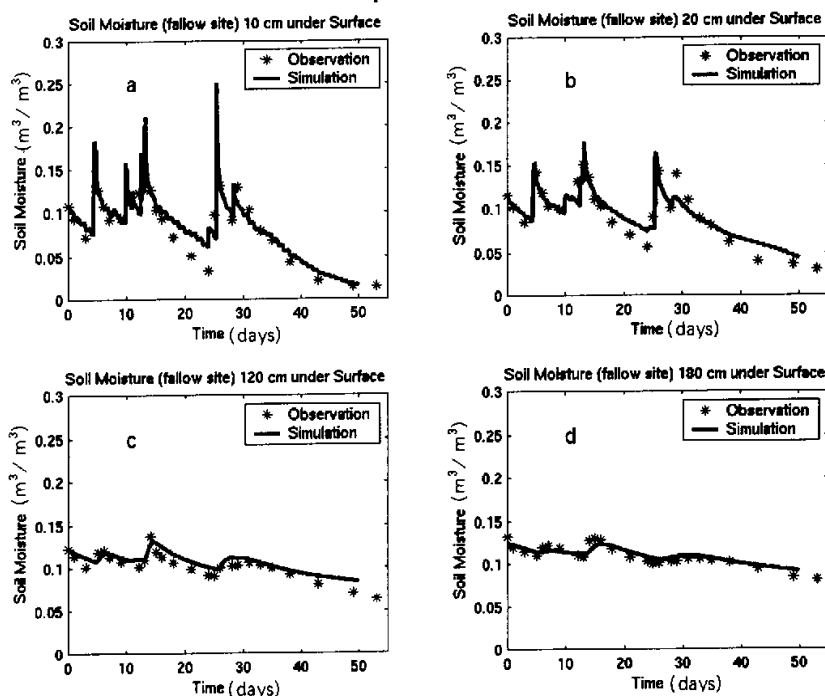 Soil Moisture (fallow site) 10 cm under Surface
0.3
0.25
0.2
0.15
0.1
0.05
0
Soil Moisture (m³ / m³)
a
Observation
Simulation
0 10 20 30 40 50
Time (days)
Soil Moisture (fallow site) 20 cm under Surface
0.3
0.25
0.2
0.15
0.1
0.05
0
Soil Moisture (m³ / m³)
b
Observation
Simulation
0 10 20 30 40 50
Time (days)
Soil Moisture (fallow site) 120 cm under Surface
0.3
0.25
0.2
0.15
0.1
0.05
0
Soil Moisture (m³ / m³)
c
Observation
Simulation
0 10 20 30 40 50
Time (days)
Soil Moisture (fallow site) 180 cm under Surface
0.3
0.25
0.2
0.15
0.1
0.05
0
Soil Moisture (m³ / m³)
d
Observation
Simulation
0 10 20 30 40 50
Time (days)